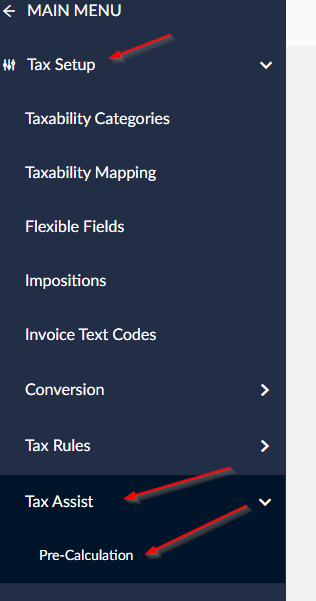 MAIN MENU
Tax Setup
Taxability Categories
Taxability Mapping
Flexible Fields
Impositions
Invoice Text Codes
Conversion
Tax Rules
Tax Assist
Pre-Calculation